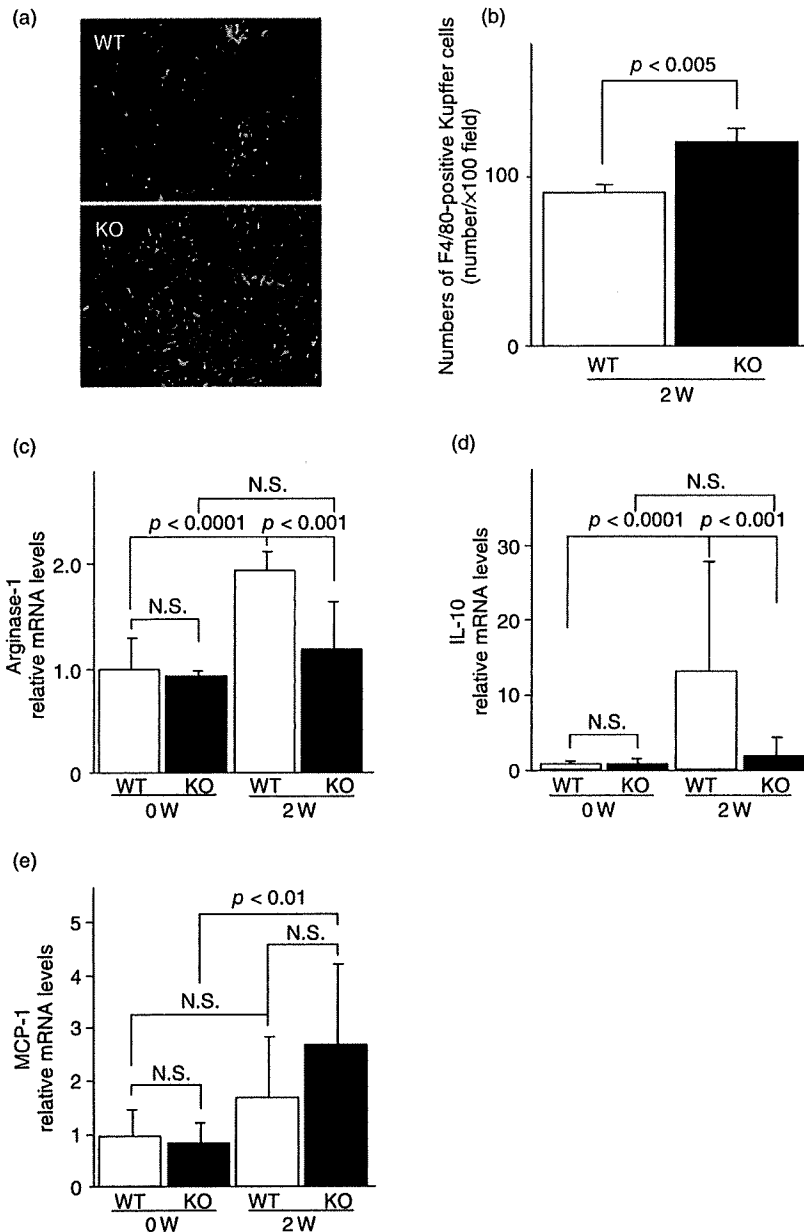 (a)
WT
KO
(b)
Numbers of F4/80-positive Kupffer cells
(number/×100 field)
100
0
p < 0.005
WT KO
2 W
(c)
Arginase-1
relative mRNA levels
2.0
1.0
0
N.S.
p < 0.0001 p < 0.001
N.S.
WT KO WT KO
0 W 2 W
(d)
IL-10
relative mRNA levels
30
20
10
0
N.S.
p < 0.0001 p < 0.001
N.S.
WT KO WT KO
0 W 2 W
(e)
MCP-1
relative mRNA levels
5
4
3
2
1
0
p < 0.01
N.S.
N.S.
N.S.
WT KO WT KO
0 W 2 W